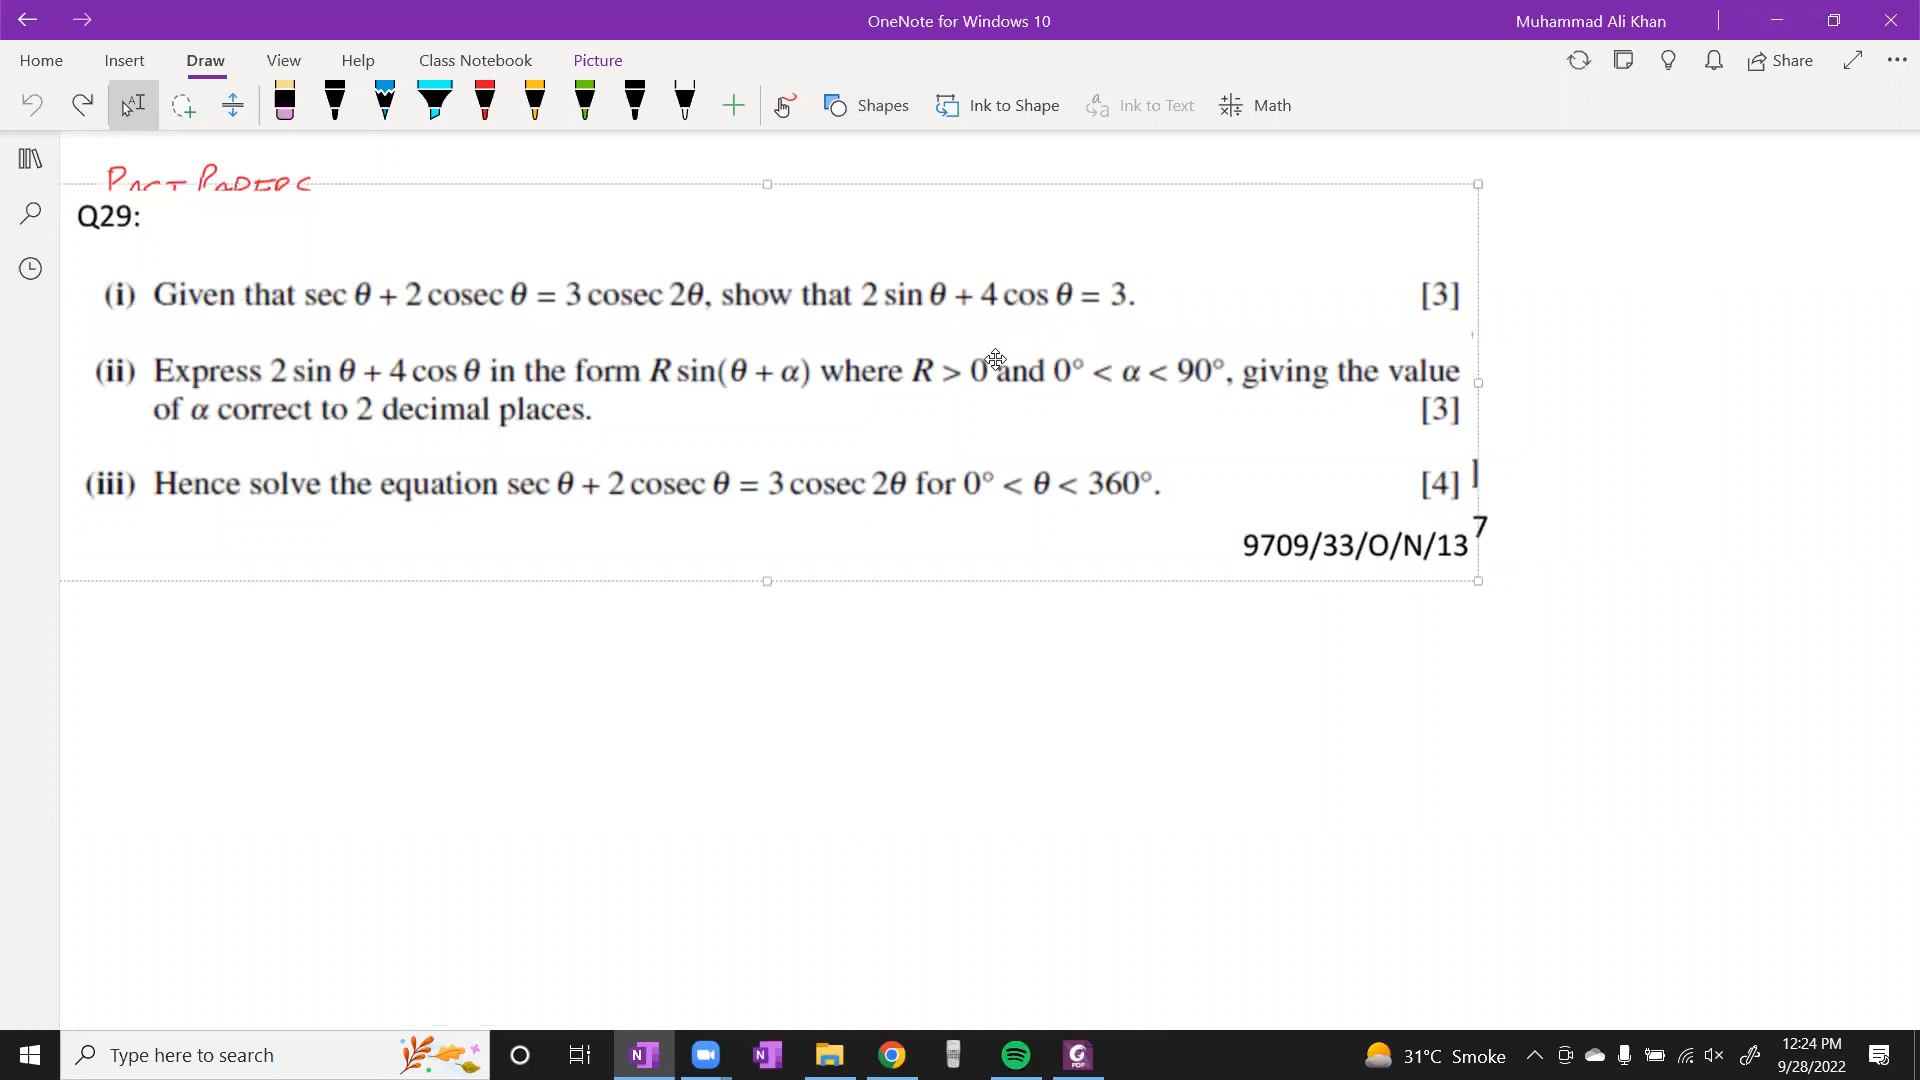 OneNote for Windows 10
Muhammad Ali Khan
Home Insert Draw View Help Class Notebook Picture
Share
Shapes Ink to Shape Ink to Text Math
Q29:
(i) Given that sec θ + 2 cosec θ = 3 cosec 2θ, show that 2 sin θ + 4 cos θ = 3. [3]
(ii) Express 2 sin θ + 4 cos θ in the form R sin(θ + α) where R > 0 and 0° < α < 90°, giving the value
of α correct to 2 decimal places. [3]
(iii) Hence solve the equation sec θ + 2 cosec θ = 3 cosec 2θ for 0° < θ < 360°. [4]
7
9709/33/O/N/13
Type here to search
31°C Smoke
12:24 PM
9/28/2022